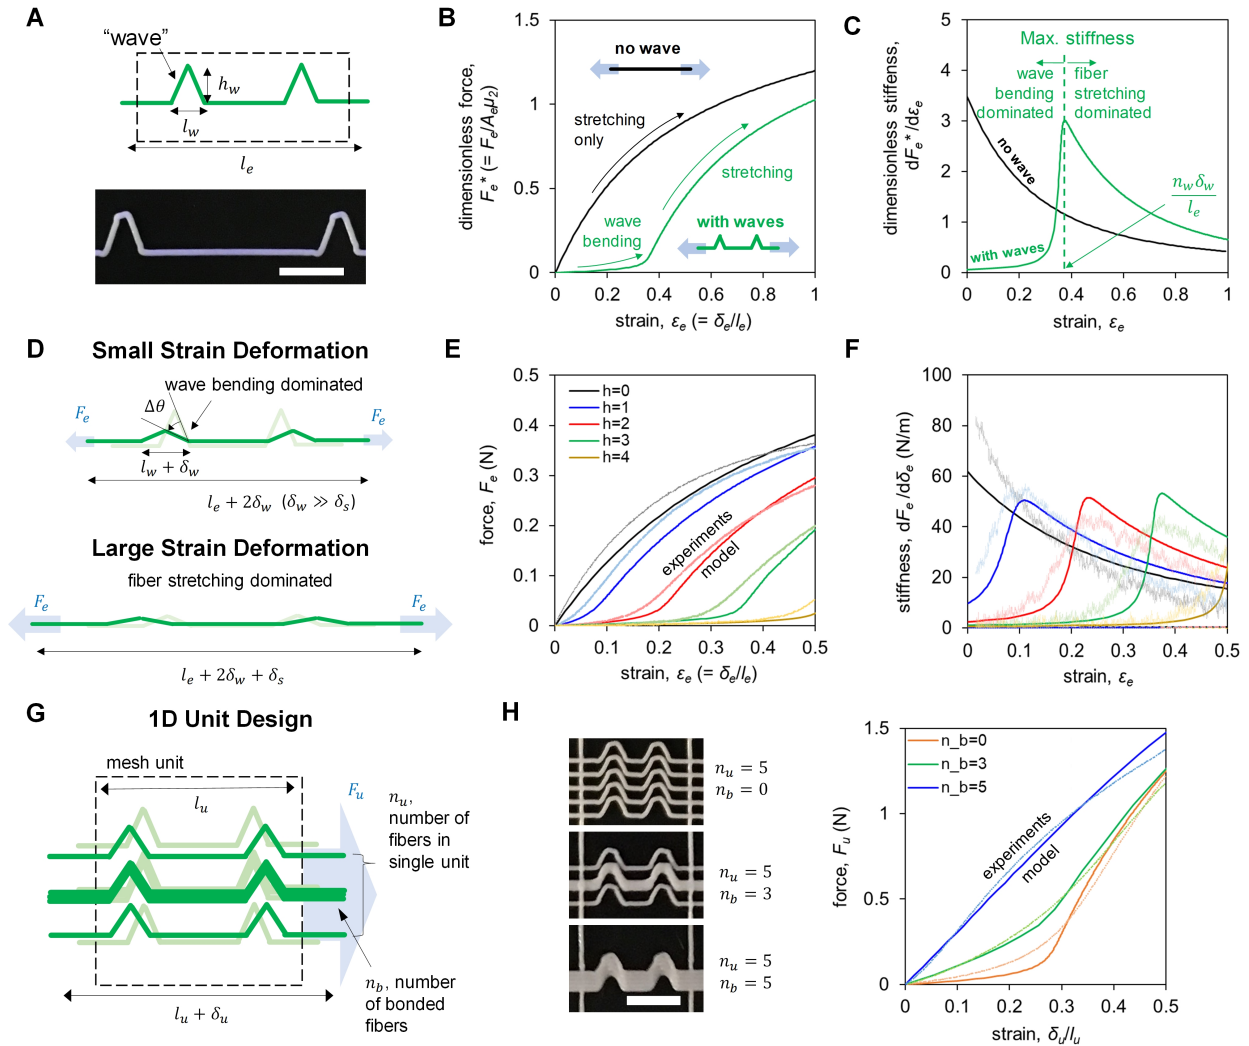 A
“wave”
h_w
l_w
l_e
B
dimensionless force,
F_e* (= F_e/A_eμ_2)
1.5
1
0.5
0
no wave
stretching
only
stretching
wave
bending
with waves
0 0.2 0.4 0.6 0.8 1
strain, ε_e (= δ_e/l_e)
C
dimensionless stiffenss,
dF_e*/dε_e
5
4
3
2
1
0
Max. stiffness
wave
bending
dominated
fiber
stretching
dominated
no wave
n_wδ_w
l_e
with waves
0 0.2 0.4 0.6 0.8 1
strain, ε_e
D
Small Strain Deformation
wave bending dominated
Δθ
F_e
F_e
l_w + δ_w
l_e + 2δ_w (δ_w ≫ δ_s)
Large Strain Deformation
fiber stretching dominated
F_e
F_e
l_e + 2δ_w + δ_s
E
force, F_e (N)
0.5
0.4
0.3
0.2
0.1
0
h=0
h=1
h=2
h=3
h=4
experiments
model
0 0.1 0.2 0.3 0.4 0.5
strain, ε_e (= δ_e/l_e)
F
stiffness, dF_e/dδ_e (N/m)
100
80
60
40
20
0
0 0.1 0.2 0.3 0.4 0.5
strain, ε_e
G
1D Unit Design
mesh unit
l_u
F_u
n_u,
number of
fibers in
single unit
n_b, number
of bonded
fibers
l_u + δ_u
H
n_u = 5
n_b = 0
n_u = 5
n_b = 3
n_u = 5
n_b = 5
force, F_u (N)
1.5
1
0.5
0
n_b=0
n_b=3
n_b=5
experiments
model
0 0.1 0.2 0.3 0.4 0.5
strain, δ_u/l_u